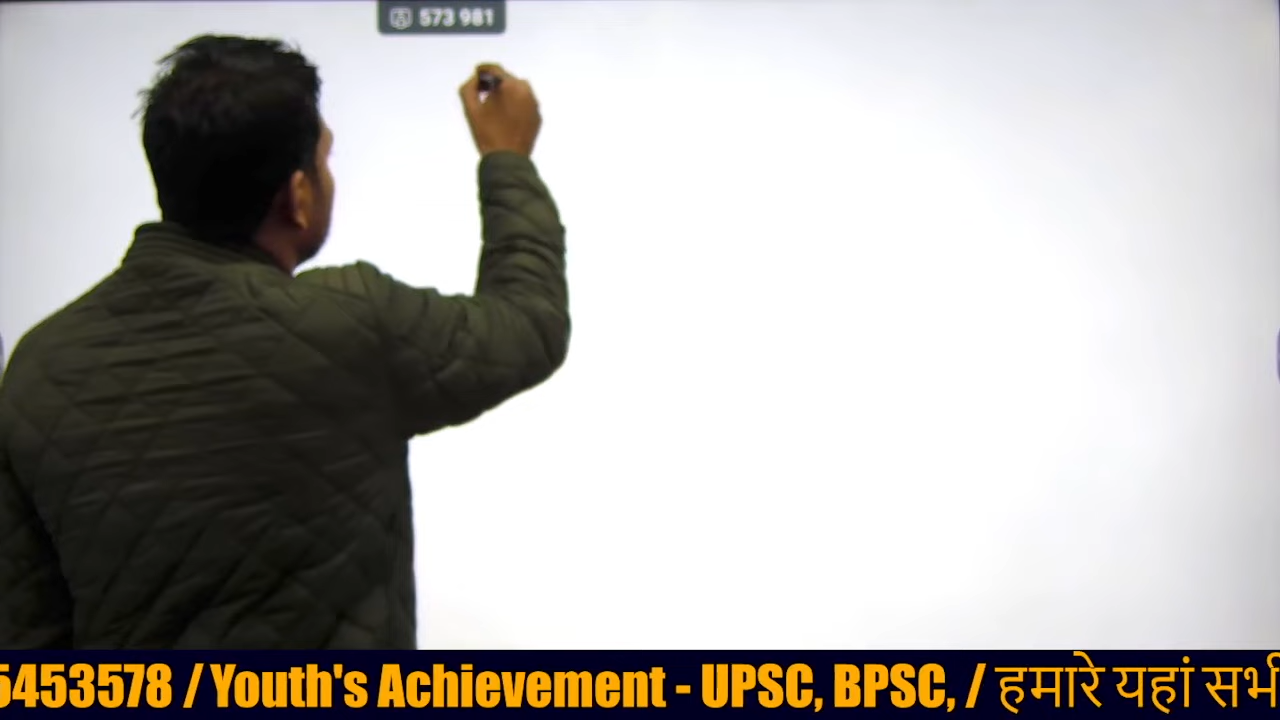 573 981
5453578 / Youth's Achievement - UPSC, BPSC, / हमारे यहां सभी